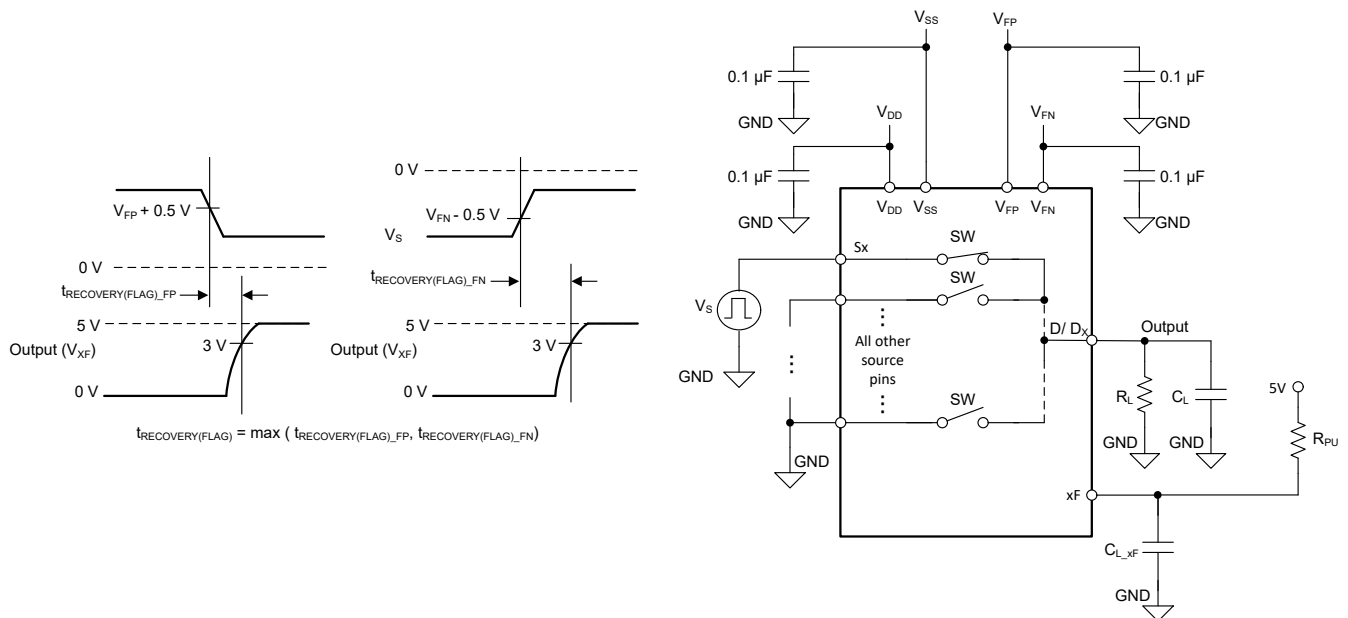 0 V
V_FP + 0.5 V
0 V
t_RECOVERY(FLAG)_FP
5 V
Output (V_XF)
3 V
0 V
0 V
V_FN - 0.5 V
V_S
t_RECOVERY(FLAG)_FN
5 V
Output (V_XF)
3 V
0 V
t_RECOVERY(FLAG) = max ( t_RECOVERY(FLAG)_FP, t_RECOVERY(FLAG)_FN)
V_SS
V_FP
0.1 µF
0.1 µF
GND
GND
V_DD
V_FN
0.1 µF
0.1 µF
GND
GND
V_DD
V_SS
V_FP
V_FN
Sx
SW
SW
V_S
GND
All other
source
pins
D/ D_X
Output
SW
GND
R_L
C_L
GND
GND
5V
R_PU
xF
C_L_xF
GND